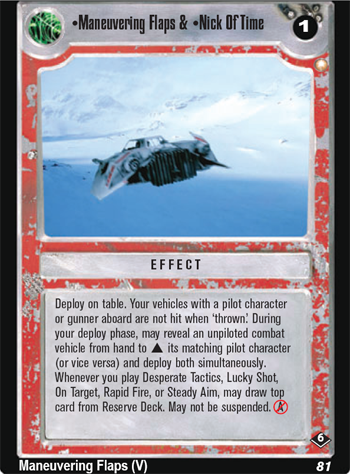 •Maneuvering Flaps & •Nick Of Time
1
EFFECT
Deploy on table. Your vehicles with a pilot character
or gunner aboard are not hit when 'thrown.' During
your deploy phase, may reveal an unpiloted combat
vehicle from hand to ▲ its matching pilot character
(or vice versa) and deploy both simultaneously.
Whenever you play Desperate Tactics, Lucky Shot,
On Target, Rapid Fire, or Steady Aim, may draw top
card from Reserve Deck. May not be suspended.
6
Maneuvering Flaps (V)
81